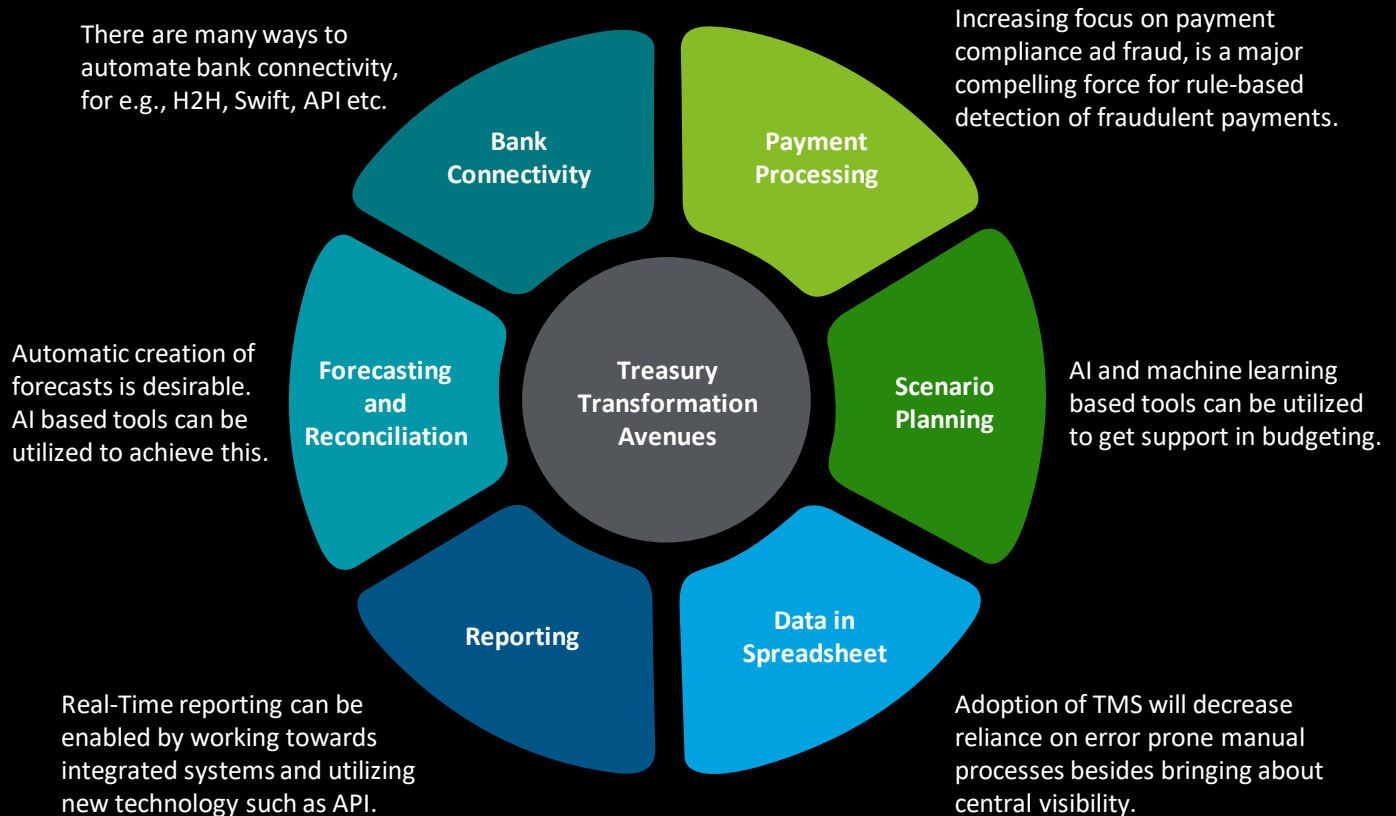 There are many ways to
automate bank connectivity,
for e.g., H2H, Swift, API etc.
Increasing focus on payment
compliance ad fraud, is a major
compelling force for rule-based
detection of fraudulent payments.
Bank
Connectivity
Payment
Processing
Automatic creation of
forecasts is desirable.
AI based tools can be
utilized to achieve this.
Forecasting
and
Reconciliation
Treasury
Transformation
Avenues
Scenario
Planning
AI and machine learning
based tools can be utilized
to get support in budgeting.
Reporting
Data in
Spreadsheet
Real-Time reporting can be
enabled by working towards
integrated systems and utilizing
new technology such as API.
Adoption of TMS will decrease
reliance on error prone manual
processes besides bringing about
central visibility.